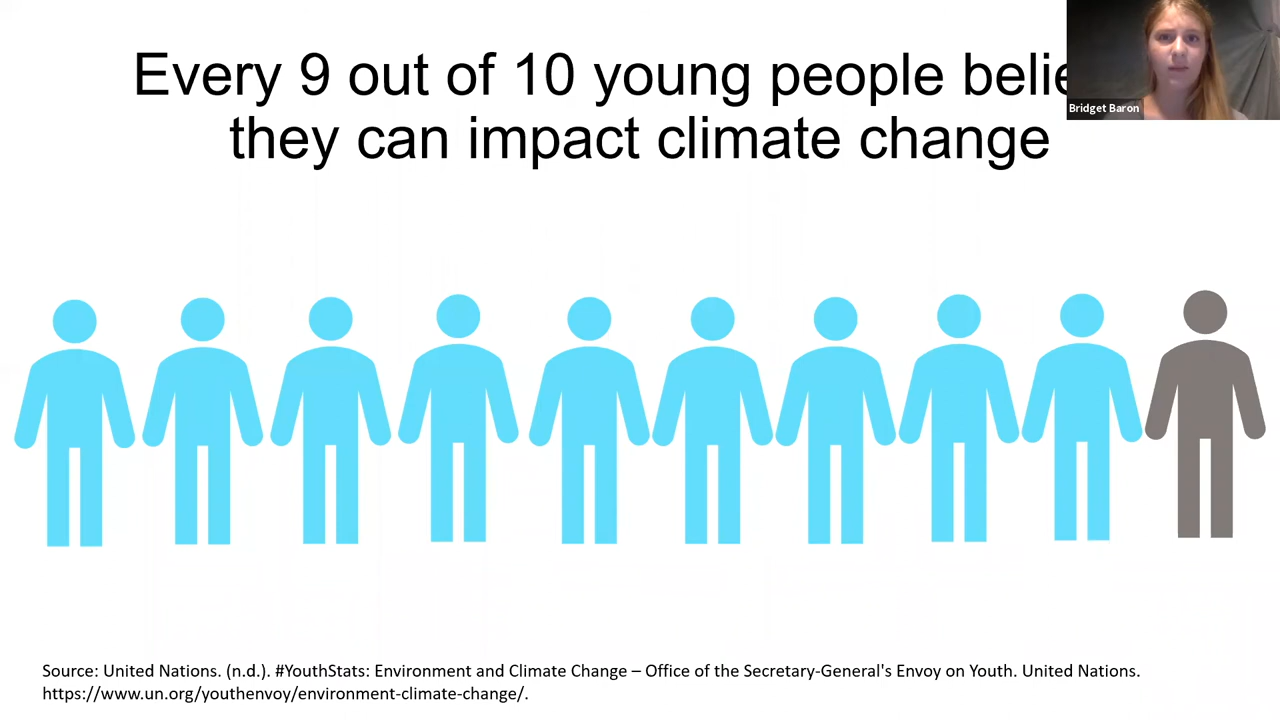 Every 9 out of 10 young people
they can impact climate change
Bridget Baron
Source: United Nations. (n.d.). #YouthStats: Environment and Climate Change – Office of the Secretary-General's Envoy on Youth. United Nations.
https://www.un.org/youthenvoy/environment-climate-change/.